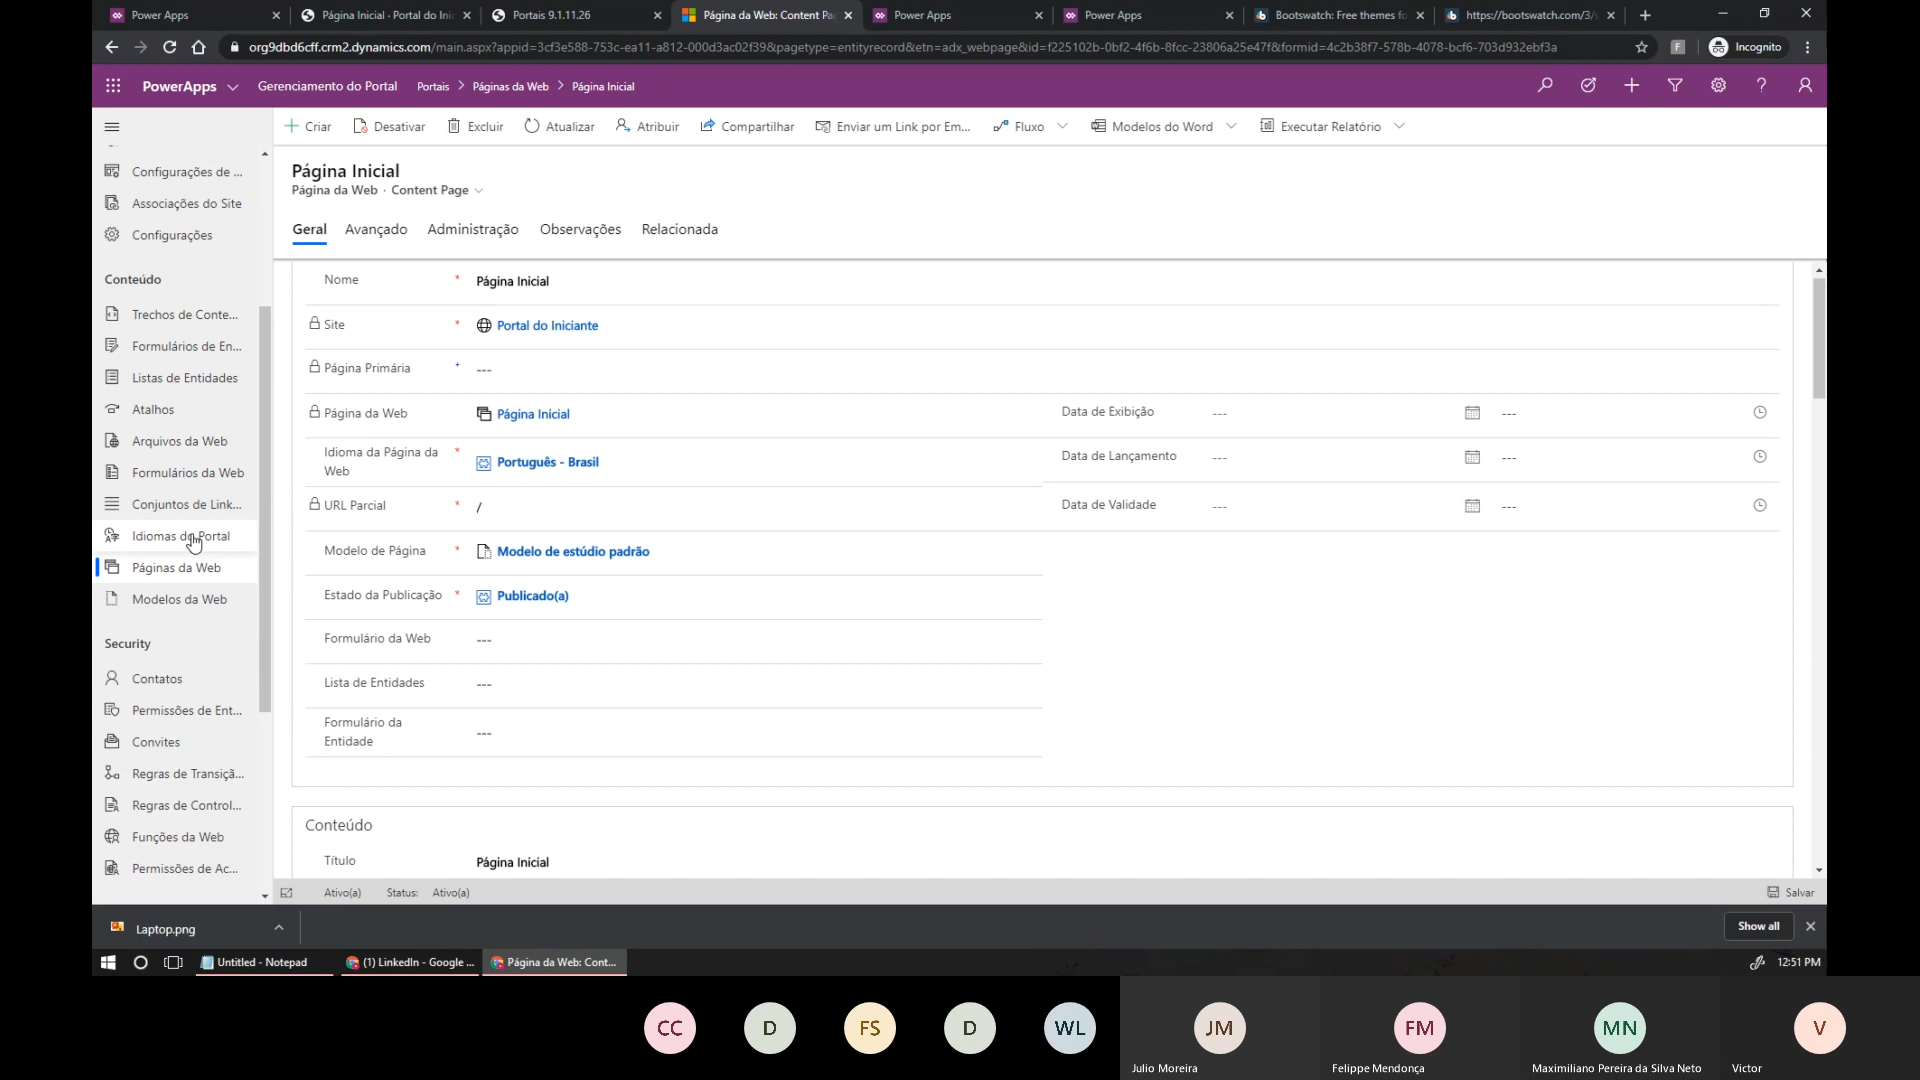 Power Apps
Página Inicial · Portal do Inic
Portais 9.1.11.26
Página da Web: Content Pa
Power Apps
Power Apps
Bootswatch: Free themes fo
https://bootswatch.com/3/
org9dbd6cff.crm2.dynamics.com/main.aspx?appid=3cf3e588-753c-ea11-a812-000d3ac02f39&pagetype=entityrecord&etn=adx_webpage&id=f225102b-0bf2-4f6b-8fcc-23806a25e47f&formid=4c2b38f7-578b-4078-bcf6-703d932ebf3a
F
Incognito
PowerApps
Gerenciamento do Portal
Portais > Páginas da Web > Página Inicial
Criar
Desativar
Excluir
Atualizar
Atribuir
Compartilhar
Enviar um Link por Em...
Fluxo
Modelos do Word
Executar Relatório
Página Inicial
Página da Web · Content Page
Geral
Avançado
Administração
Observações
Relacionada
Configurações de ...
Associações do Site
Configurações
Conteúdo
Trechos de Conte...
Formulários de En...
Listas de Entidades
Atalhos
Arquivos da Web
Formulários da Web
Conjuntos de Link...
Idiomas do Portal
Páginas da Web
Modelos da Web
Security
Contatos
Permissões de Ent...
Convites
Regras de Transiçã...
Regras de Control...
Funções da Web
Permissões de Ac...
Nome * Página Inicial
Site * Portal do Iniciante
Página Primária + ---
Página da Web Página Inicial
Data de Exibição --- ---
Idioma da Página da Web * Português - Brasil
Data de Lançamento --- ---
URL Parcial * /
Data de Validade --- ---
Modelo de Página * Modelo de estúdio padrão
Estado da Publicação * Publicado(a)
Formulário da Web ---
Lista de Entidades ---
Formulário da Entidade ---
Conteúdo
Título Página Inicial
Ativo(a)
Status: Ativo(a)
Salvar
Laptop.png
Show all
Untitled - Notepad
(1) LinkedIn - Google ...
Página da Web: Cont...
12:51 PM
CC
D
FS
D
WL
JM
FM
MN
V
Julio Moreira
Felippe Mendonça
Maximiliano Pereira da Silva Neto
Victor